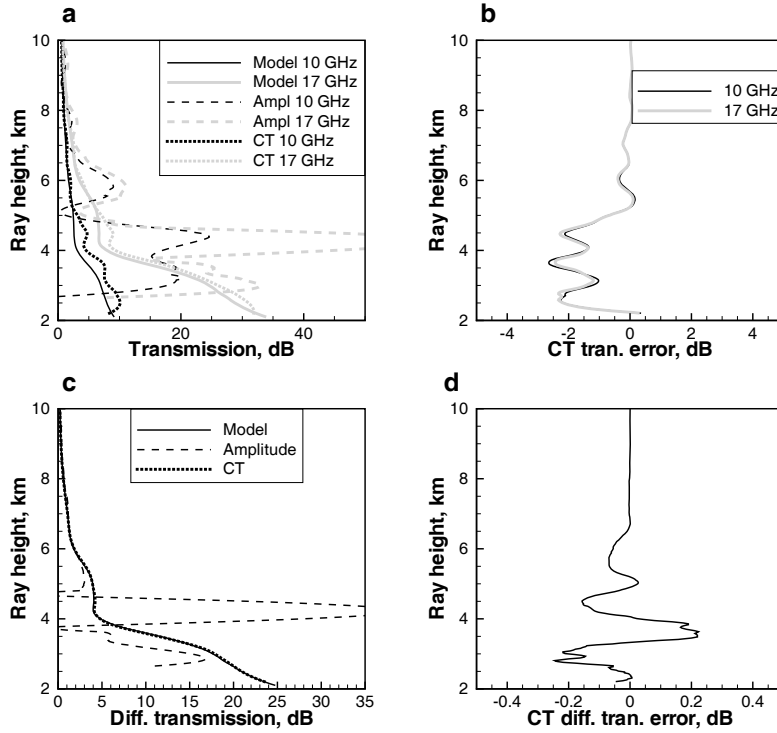 a
10
8
6
4
2
Ray height, km
0
20
40
Transmission, dB
Model 10 GHz
Model 17 GHz
Ampl 10 GHz
Ampl 17 GHz
CT 10 GHz
CT 17 GHz
b
10
8
6
4
2
Ray height, km
-4
-2
0
2
4
CT tran. error, dB
10 GHz
17 GHz
c
10
8
6
4
2
Ray height, km
0
5
10
15
20
25
30
35
Diff. transmission, dB
Model
Amplitude
CT
d
10
8
6
4
2
Ray height, km
-0.4
-0.2
0
0.2
0.4
CT diff. tran. error, dB